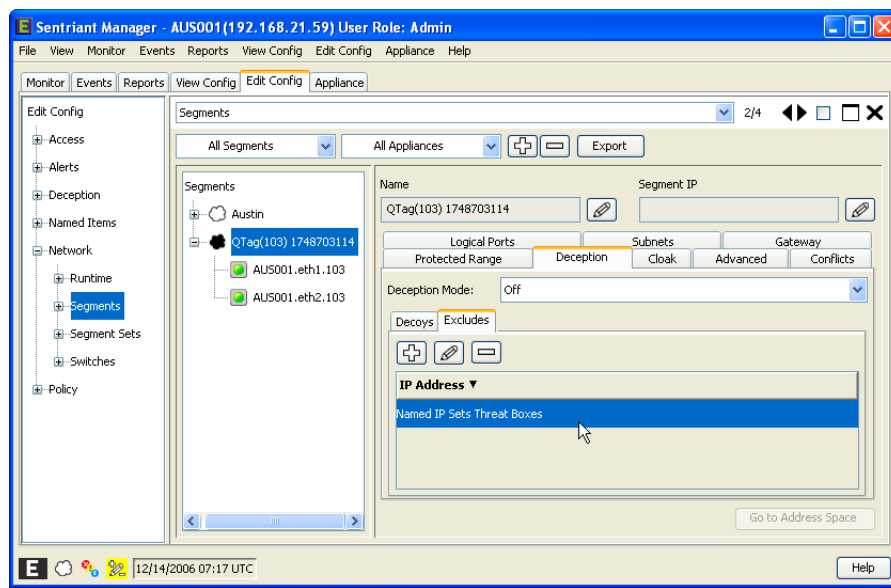 Sentriant Manager - AUS001(192.168.21.59) User Role: Admin
File View Monitor Events Reports View Config Edit Config Appliance Help
Monitor Events Reports View Config Edit Config Appliance
Edit Config
Access
Alerts
Deception
Named Items
Network
Runtime
Segments
Segment Sets
Switches
Policy
Segments 2/4
All Segments All Appliances Export
Segments
Austin
QTag(103) 1748703114
AUS001.eth1.103
AUS001.eth2.103
Name Segment IP
QTag(103) 1748703114
Logical Ports Subnets Gateway
Protected Range Deception Cloak Advanced Conflicts
Deception Mode: Off
Decoys Excludes
IP Address ▼
Named IP Sets Threat Boxes
Go to Address Space
E 12/14/2006 07:17 UTC Help